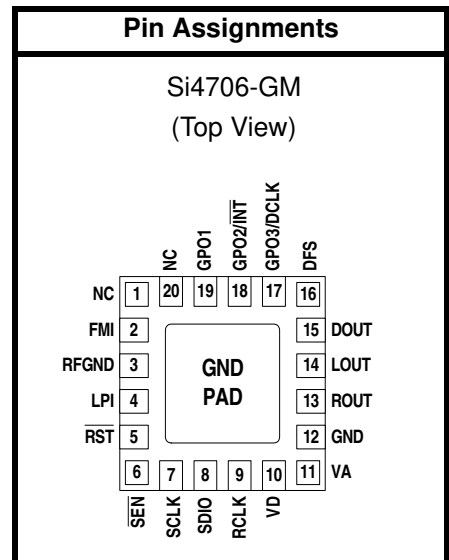 Pin Assignments
Si4706-GM
(Top View)
NC
GPO1
GPO2/INT
GPO3/DCLK
DFS
NC 1 20 19 18 17 16
FMI 2 15 DOUT
RFGND 3 GND 14 LOUT
LPI 4 PAD 13 ROUT
RST 5 12 GND
6 7 8 9 10 11 VA
SEN
SCLK
SDIO
RCLK
VD